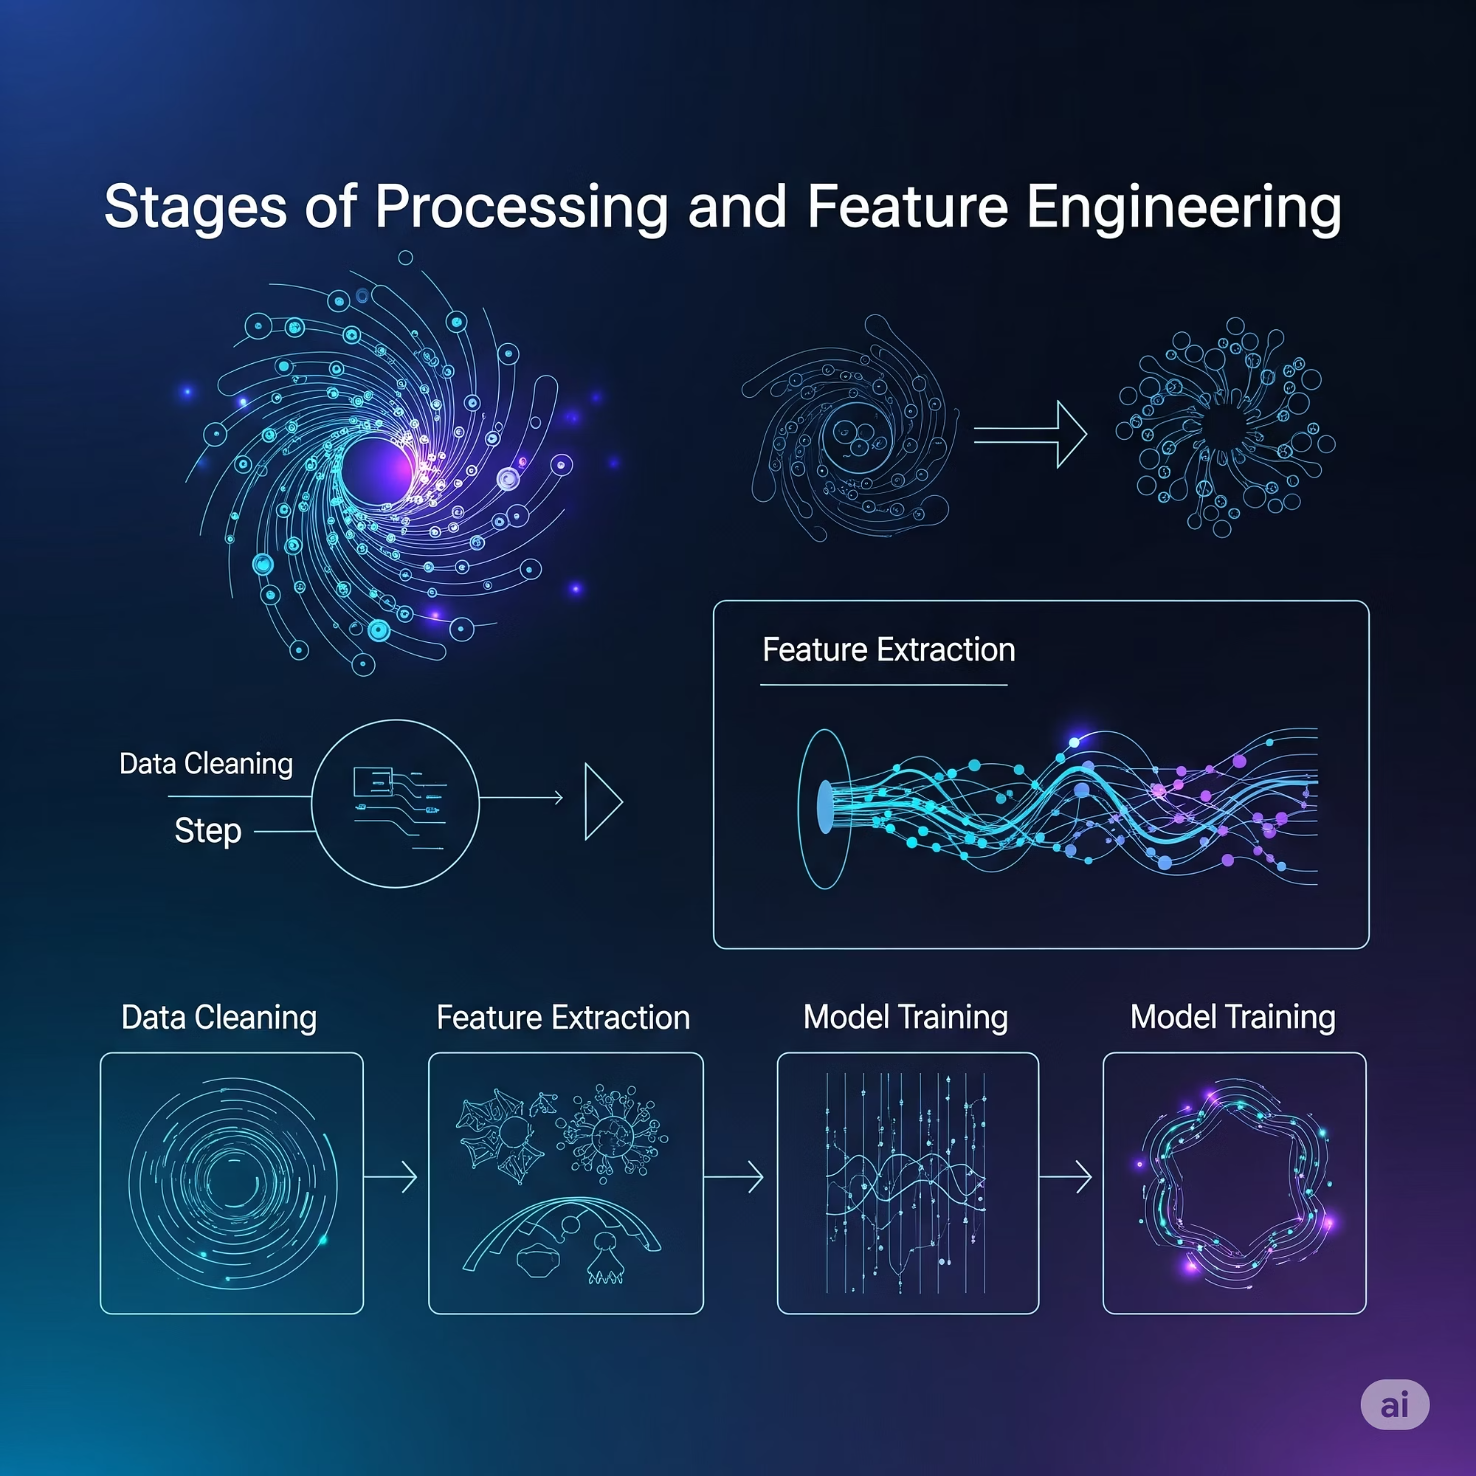 Stages of Processing and Feature Engineering
Feature Extraction
Data Cleaning
Step
Data Cleaning
Feature Extraction
Model Training
Model Training
ai